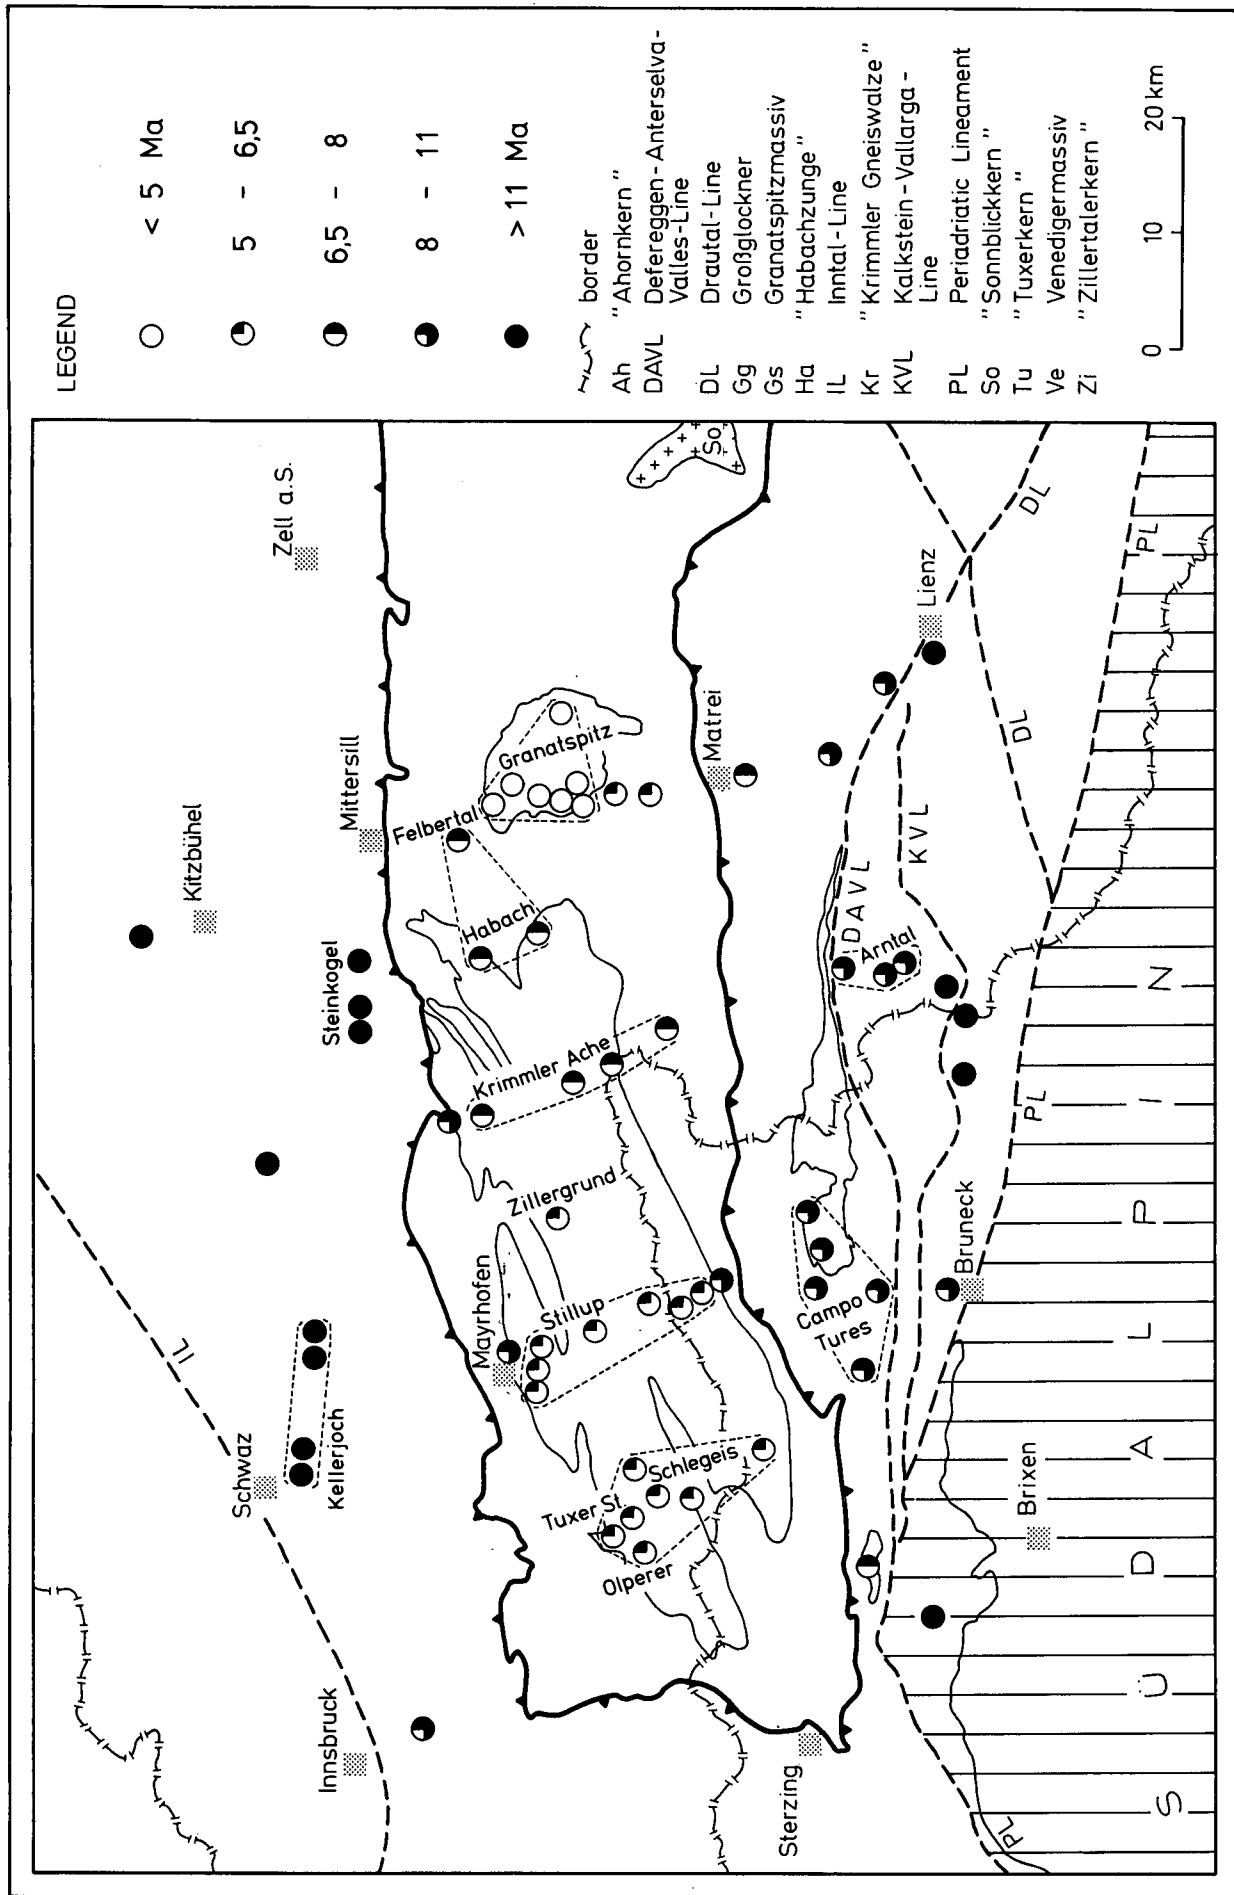 LEGEND
< 5 Ma
5 - 6,5
6,5 - 8
8 - 11
> 11 Ma
border
Ah "Ahornkern"
DAVL Defereggen-Anterselva-
Valles-Line
DL Drautal-Line
Gg Großglockner
Gs Granatspitzmassiv
Ha "Habachzunge"
IL Inntal-Line
Kr "Krimmler Gneiswalze"
KVL Kalkstein-Vallarga-
Line
PL Periadriatic Lineament
So "Sonnblickkern"
Tu "Tuxerkern"
Ve Venedigermassiv
Zi "Zillertalerkern"
0 10 20 km
Innsbruck
Schwaz
IL
Kellerjoch
Kitzbühel
Steinkogel
Mittersill
Zell a.S.
Mayrhofen
Stillup
Zillergrund
Krimmler Ache
Habach
Felbertal
Granatspitz
So
Olperer
Tuxer St.
Schlegeis
Matrei
Sterzing
Campo
Tures
DAVL
Arntal
KVL
Lienz
DL
DL
Brixen
Bruneck
PL
PL
PL
SÜDALPIN